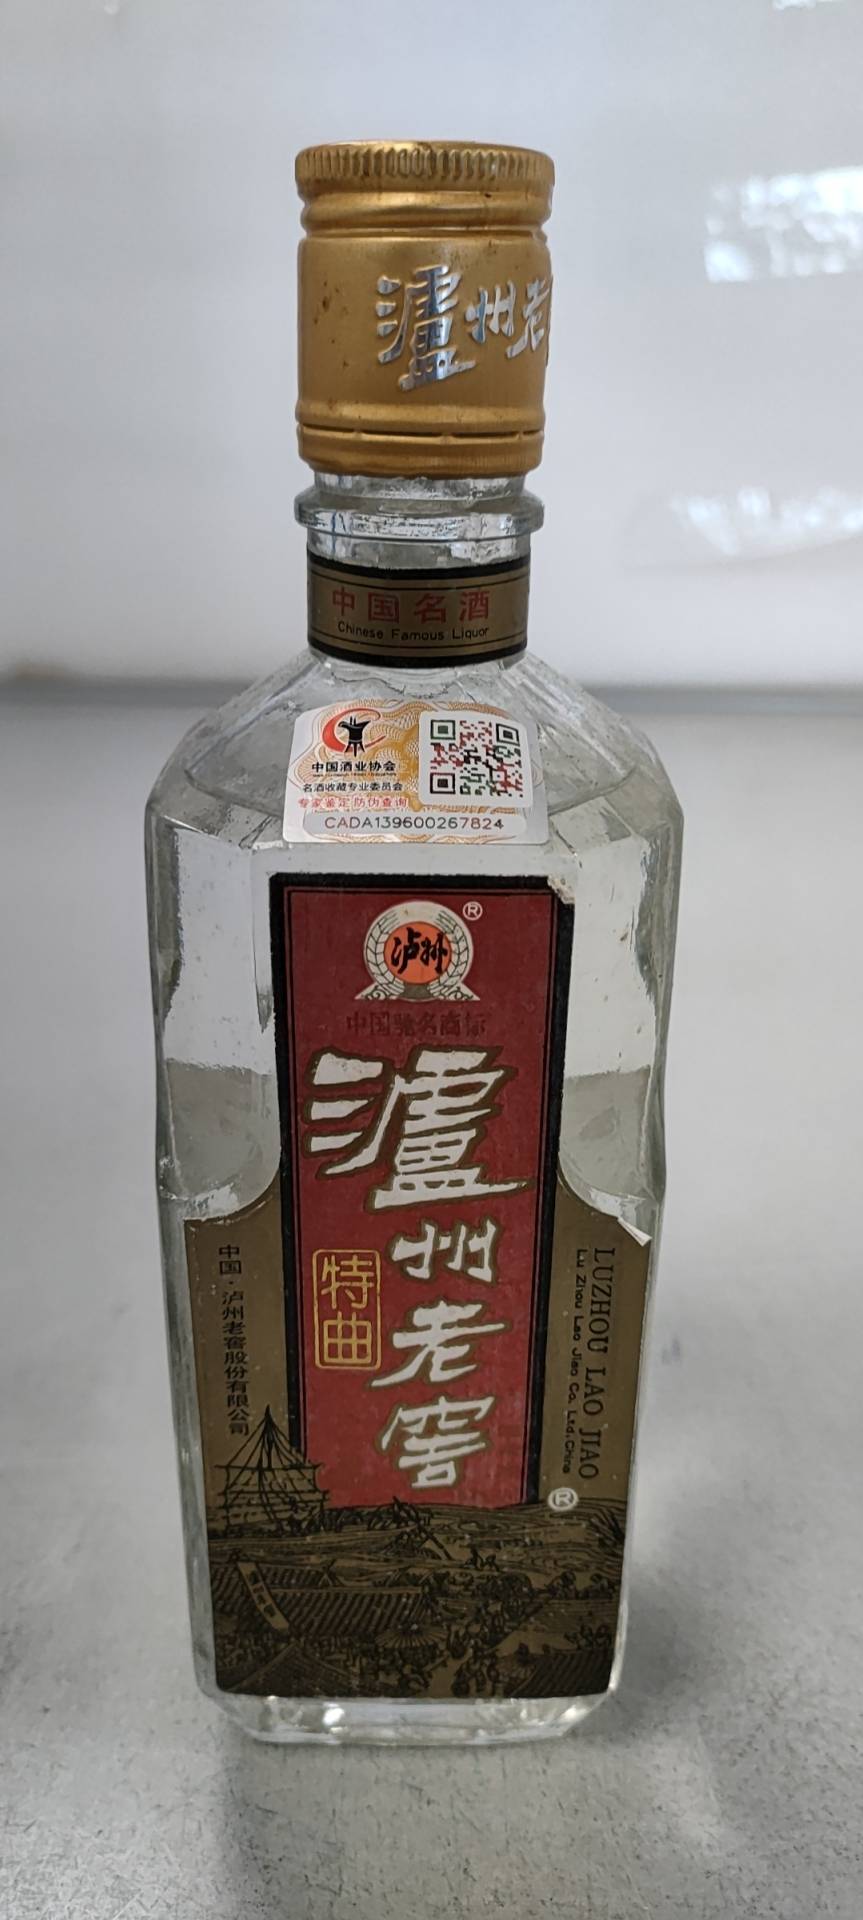 瀘州老
中国名酒
Chinese Famous Liquor
中国酒业协会
名酒收藏专业委员会
专家鉴定 防伪查询
CADA139600267824
®
泸州
中国驰名商标
瀘州老窖
特曲
中国·泸州老窖股份有限公司
LUZHOU LAO JIAO
Lu Zhou Lao Jiao Co. Ltd, China
®